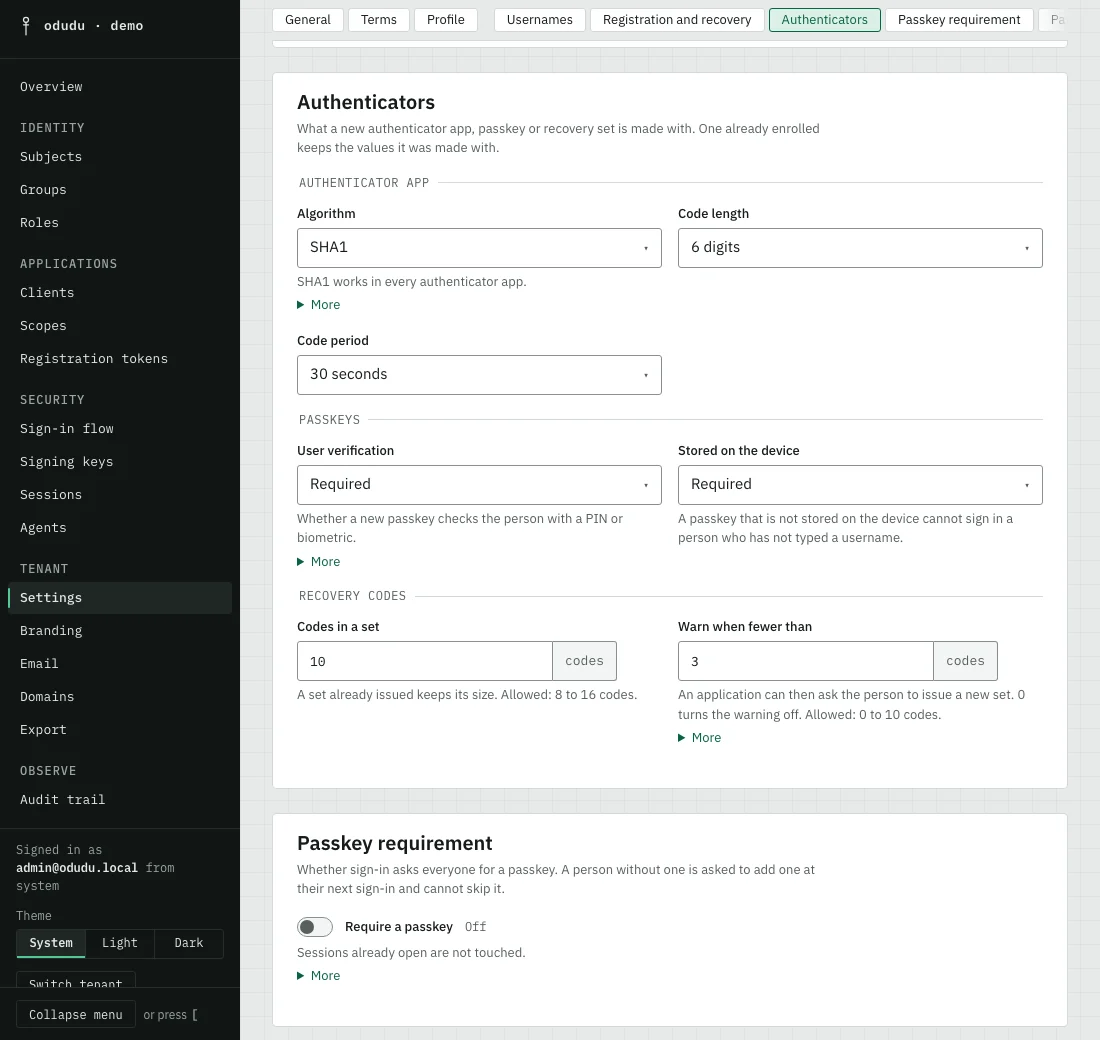 odudu · demo
Overview
IDENTITY
Subjects
Groups
Roles
APPLICATIONS
Clients
Scopes
Registration tokens
SECURITY
Sign-in flow
Signing keys
Sessions
Agents
TENANT
Settings
Branding
Email
Domains
Export
OBSERVE
Audit trail
Signed in as
admin@odudu.local from
system
Theme
System Light Dark
Switch tenant
Collapse menu or press [
General Terms Profile Usernames Registration and recovery Authenticators Passkey requirement Pa
Authenticators
What a new authenticator app, passkey or recovery set is made with. One already enrolled
keeps the values it was made with.
AUTHENTICATOR APP
Algorithm Code length
SHA1 6 digits
SHA1 works in every authenticator app.
More
Code period
30 seconds
PASSKEYS
User verification Stored on the device
Required Required
Whether a new passkey checks the person with a PIN or
biometric.
A passkey that is not stored on the device cannot sign in a
person who has not typed a username.
More
RECOVERY CODES
Codes in a set Warn when fewer than
10 codes 3 codes
A set already issued keeps its size. Allowed: 8 to 16 codes.
An application can then ask the person to issue a new set. 0
turns the warning off. Allowed: 0 to 10 codes.
More
Passkey requirement
Whether sign-in asks everyone for a passkey. A person without one is asked to add one at
their next sign-in and cannot skip it.
Require a passkey Off
Sessions already open are not touched.
More